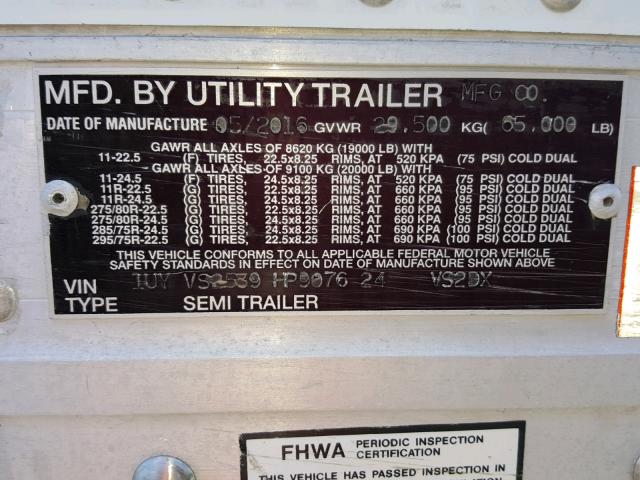 MFD. BY UTILITY TRAILER MFG CO.
DATE OF MANUFACTURE 05/2016 GVWR 29,500 KG( 65,000 LB)
GAWR ALL AXLES OF 8620 KG (19000 LB) WITH
11-22.5 (F) TIRES, 22.5x8.25 RIMS, AT 520 KPA (75 PSI) COLD DUAL
GAWR ALL AXLES OF 9100 KG (20000 LB) WITH
11-24.5 (F) TIRES, 24.5x8.25 RIMS, AT 520 KPA (75 PSI) COLD DUAL
11R-22.5 (G) TIRES, 22.5x8.25 RIMS, AT 660 KPA (95 PSI) COLD DUAL
11R-24.5 (G) TIRES, 24.5x8.25 RIMS, AT 660 KPA (95 PSI) COLD DUAL
275/80R-22.5 (G) TIRES, 22.5x8.25 RIMS, AT 660 KPA (95 PSI) COLD DUAL
275/80R-24.5 (G) TIRES, 24.5x8.25 RIMS, AT 660 KPA (95 PSI) COLD DUAL
285/75R-24.5 (G) TIRES, 24.5x8.25 RIMS, AT 690 KPA (100 PSI) COLD DUAL
295/75R-22.5 (G) TIRES, 22.5x8.25 RIMS, AT 690 KPA (100 PSI) COLD DUAL
THIS VEHICLE CONFORMS TO ALL APPLICABLE FEDERAL MOTOR VEHICLE
SAFETY STANDARDS IN EFFECT ON DATE OF MANUFACTURE SHOWN ABOVE
VIN 1UY VS2539 HP9076 24 VS2DX
TYPE SEMI TRAILER
FHWA PERIODIC INSPECTION
CERTIFICATION
THIS VEHICLE HAS PASSED INSPECTION IN